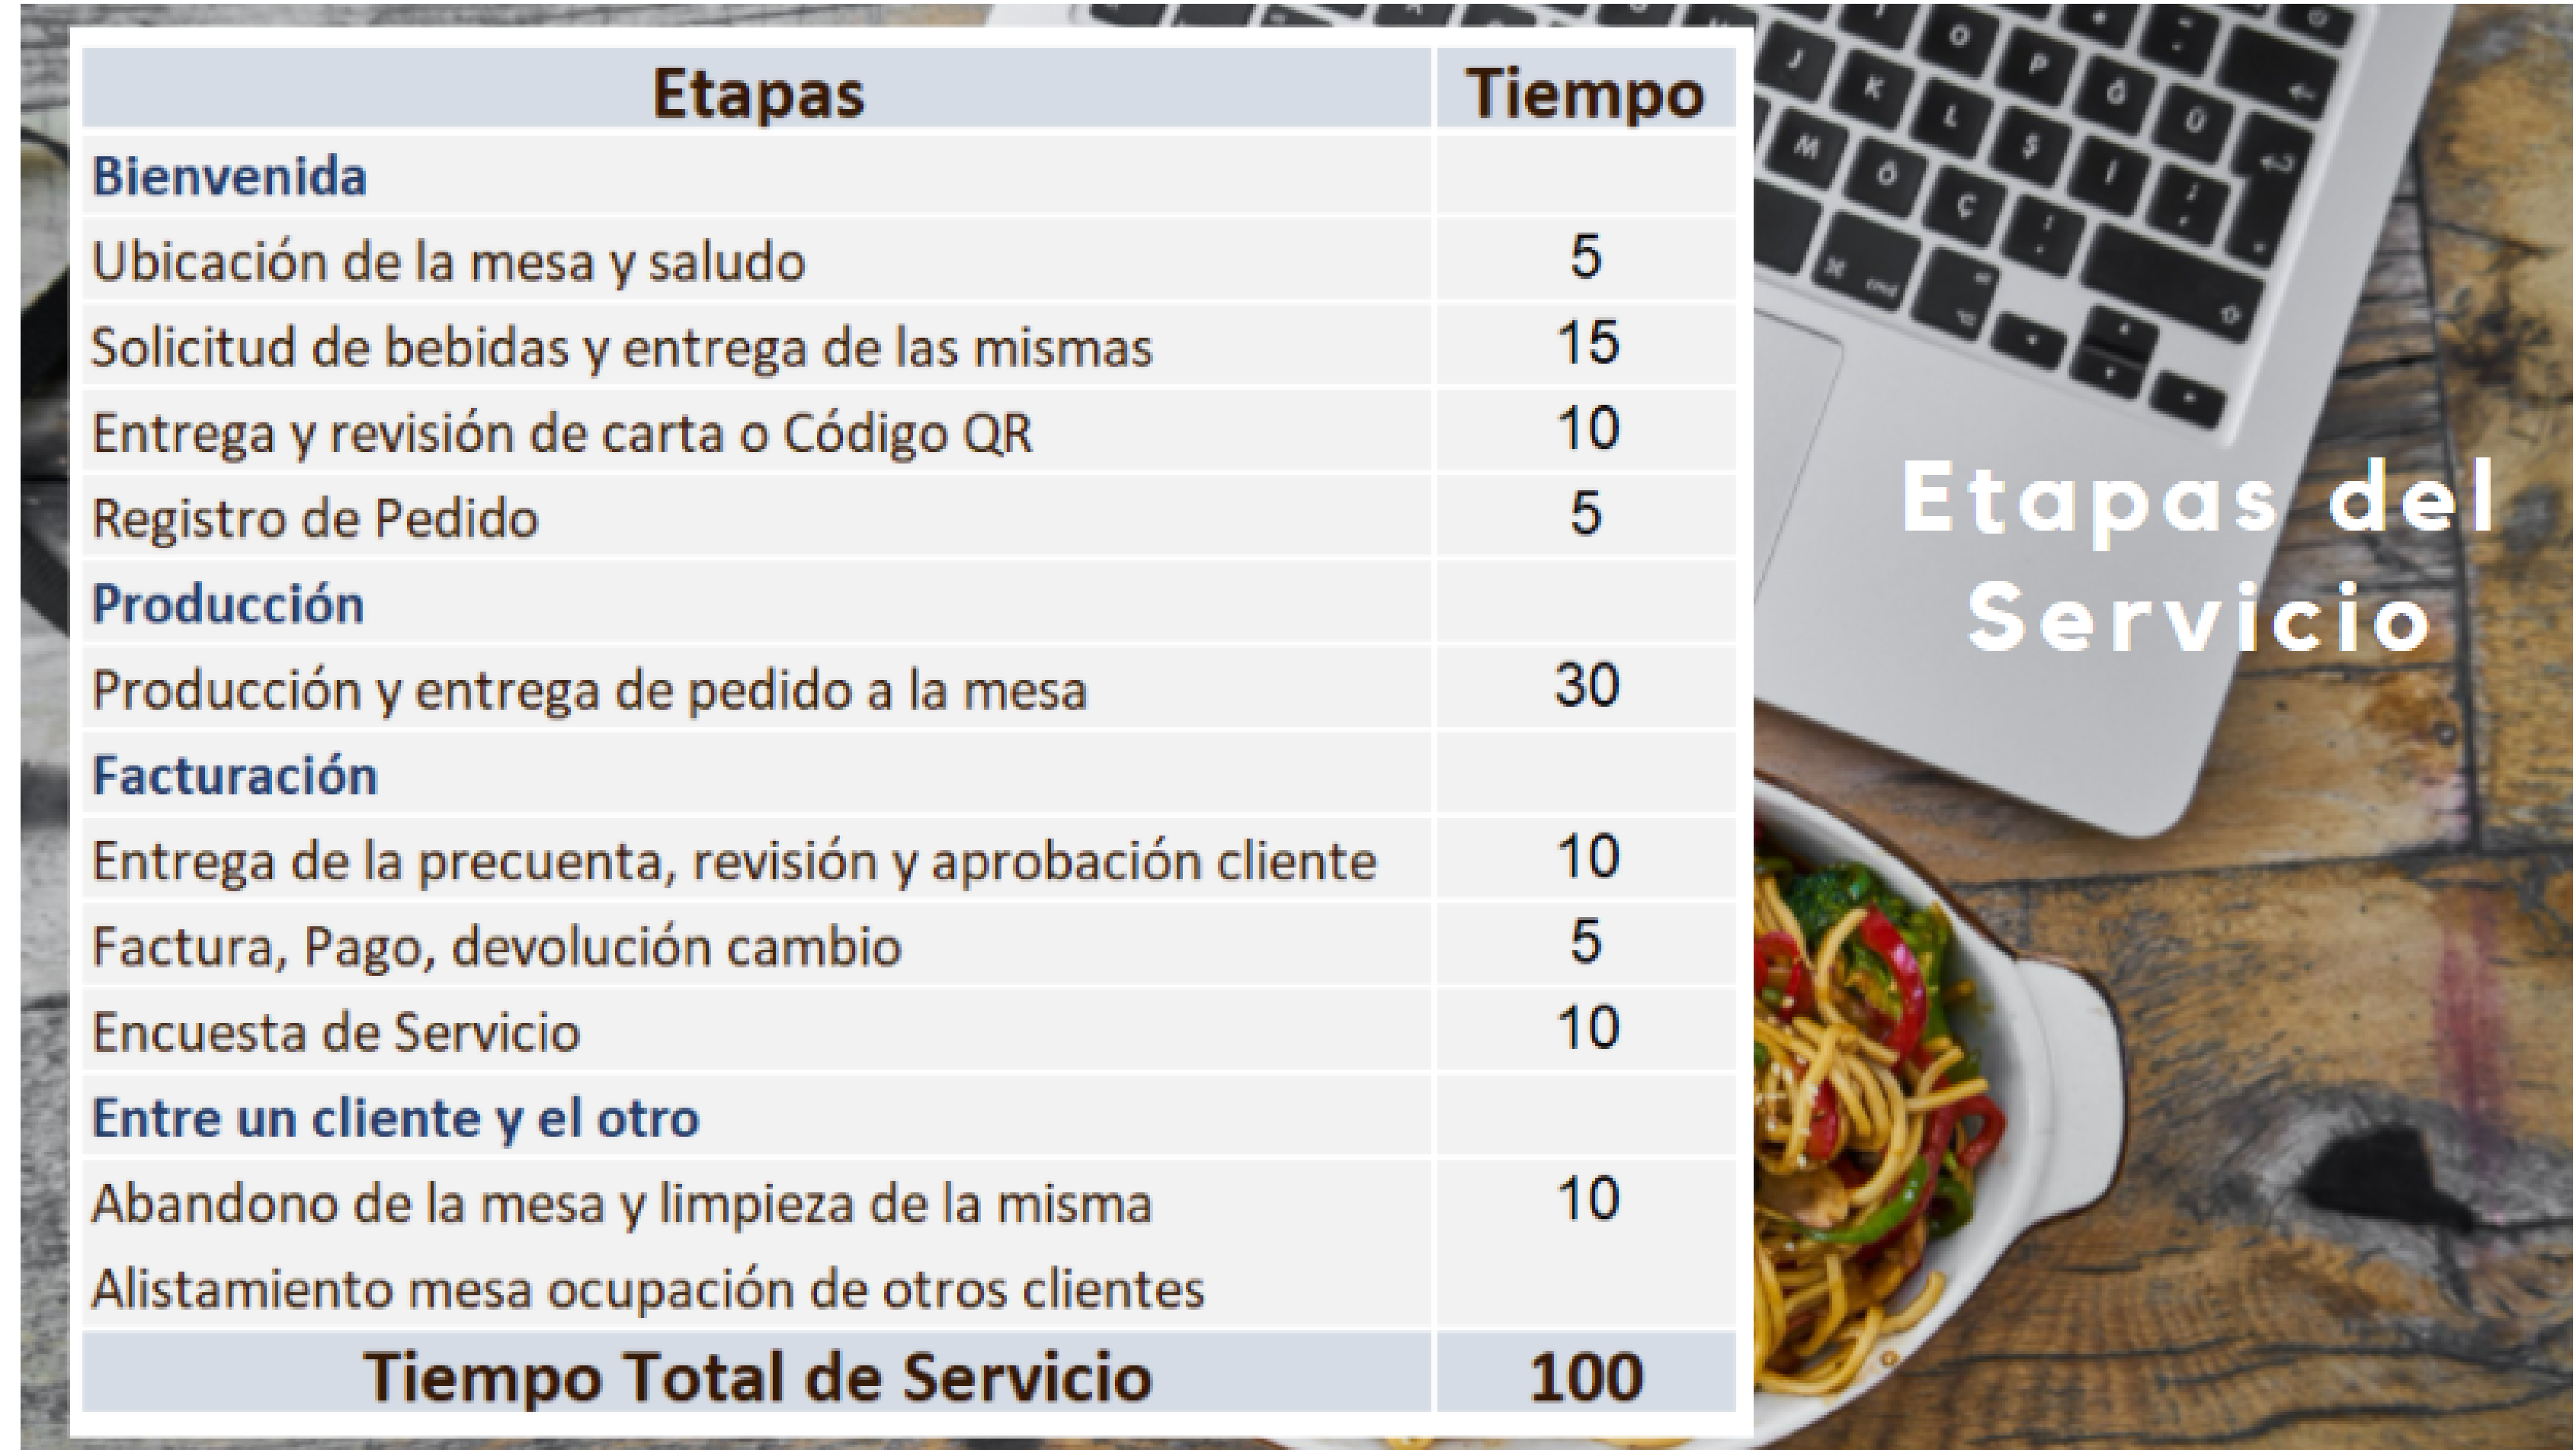 Etapas Tiempo
Bienvenida
Ubicación de la mesa y saludo 5
Solicitud de bebidas y entrega de las mismas 15
Entrega y revisión de carta o Código QR 10
Registro de Pedido 5
Producción
Producción y entrega de pedido a la mesa 30
Facturación
Entrega de la precuenta, revisión y aprobación cliente 10
Factura, Pago, devolución cambio 5
Encuesta de Servicio 10
Entre un cliente y el otro
Abandono de la mesa y limpieza de la misma 10
Alistamiento mesa ocupación de otros clientes
Tiempo Total de Servicio 100
Etapas del
Servicio
O P Ğ Ü
J K L Ş İ ;
M Ö Ç :
cmd